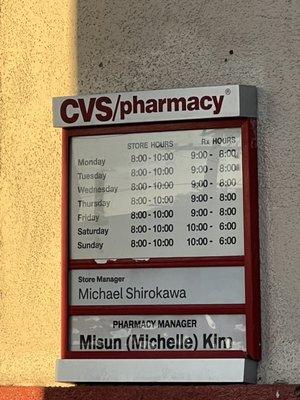 CVS/pharmacy®
STORE HOURS Rx HOURS
Monday 8:00 - 10:00 9:00 - 8:00
Tuesday 8:00 - 10:00 9:00 - 8:00
Wednesday 8:00 - 10:00 9:00 - 8:00
Thursday 8:00 - 10:00 9:00 - 8:00
Friday 8:00 - 10:00 9:00 - 8:00
Saturday 8:00 - 10:00 10:00 - 6:00
Sunday 8:00 - 10:00 10:00 - 6:00
Store Manager
Michael Shirokawa
PHARMACY MANAGER
Misun (Michelle) Kim